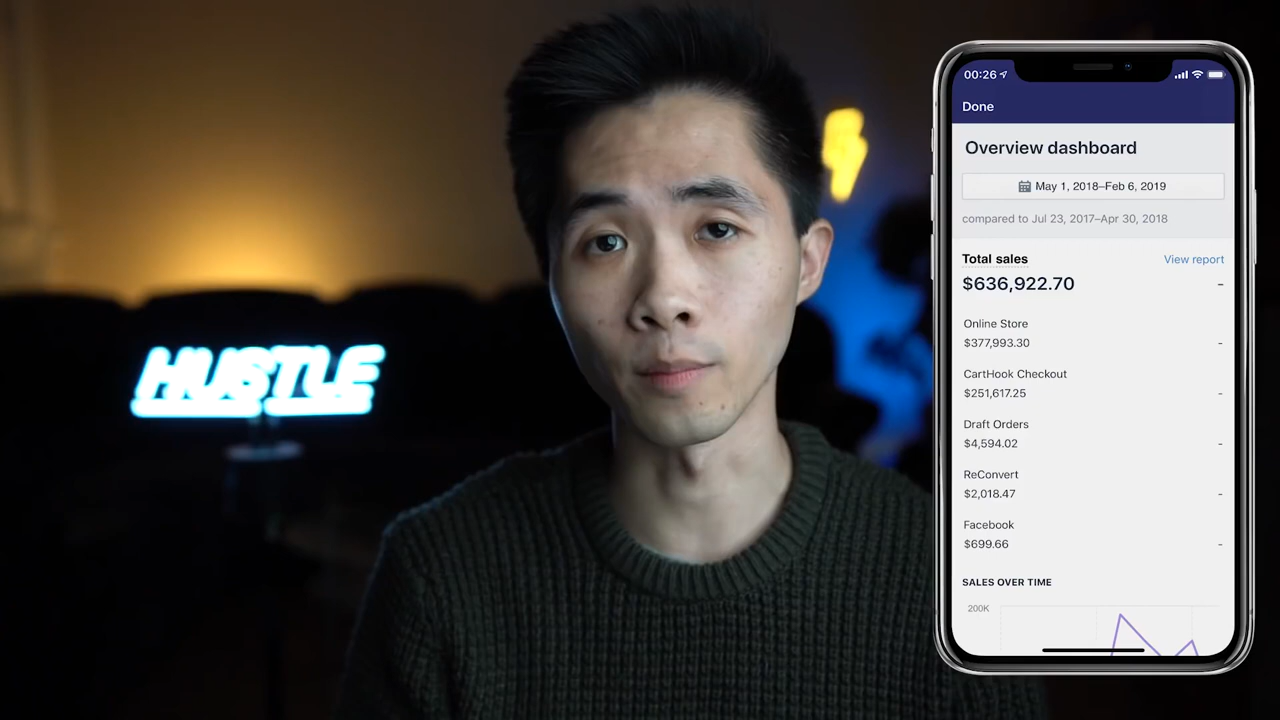 HUSTLE
00:26
Done
Overview dashboard
May 1, 2018–Feb 6, 2019
compared to Jul 23, 2017–Apr 30, 2018
Total sales View report
$636,922.70 -
Online Store
$377,993.30 -
CartHook Checkout
$251,617.25 -
Draft Orders
$4,594.02 -
ReConvert
$2,018.47 -
Facebook
$699.66 -
SALES OVER TIME
200K